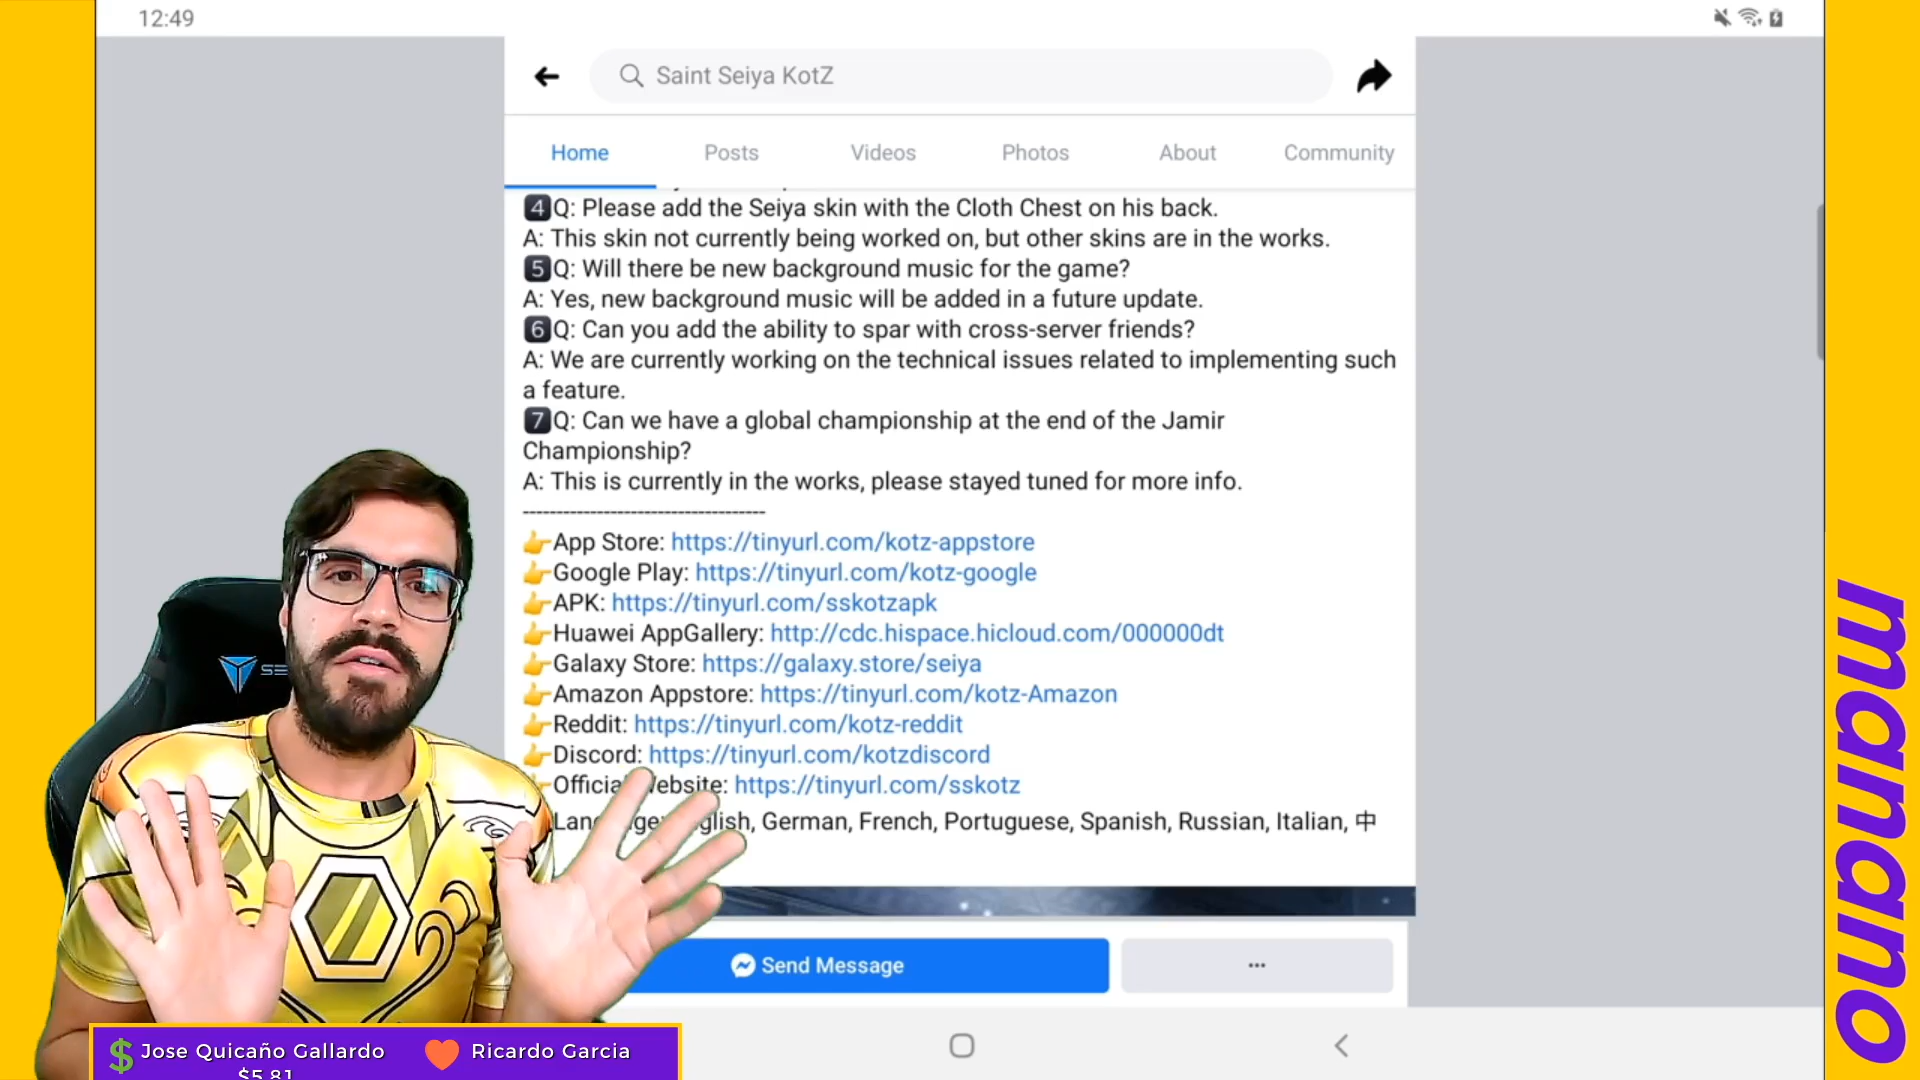 12:49
Saint Seiya KotZ
Home Posts Videos Photos About Community
4 Q: Please add the Seiya skin with the Cloth Chest on his back.
A: This skin not currently being worked on, but other skins are in the works.
5 Q: Will there be new background music for the game?
A: Yes, new background music will be added in a future update.
6 Q: Can you add the ability to spar with cross-server friends?
A: We are currently working on the technical issues related to implementing such
a feature.
7 Q: Can we have a global championship at the end of the Jamir
Championship?
A: This is currently in the works, please stayed tuned for more info.
-----------------------------------
👉App Store: https://tinyurl.com/kotz-appstore
👉Google Play: https://tinyurl.com/kotz-google
👉APK: https://tinyurl.com/sskotzapk
👉Huawei AppGallery: http://cdc.hispace.hicloud.com/000000dt
👉Galaxy Store: https://galaxy.store/seiya
👉Amazon Appstore: https://tinyurl.com/kotz-Amazon
👉Reddit: https://tinyurl.com/kotz-reddit
👉Discord: https://tinyurl.com/kotzdiscord
Official Website: https://tinyurl.com/sskotz
German, French, Portuguese, Spanish, Russian, Italian, 中
Send Message
...
manano
$ Jose Quicaño Gallardo
$5.81
Ricardo Garcia